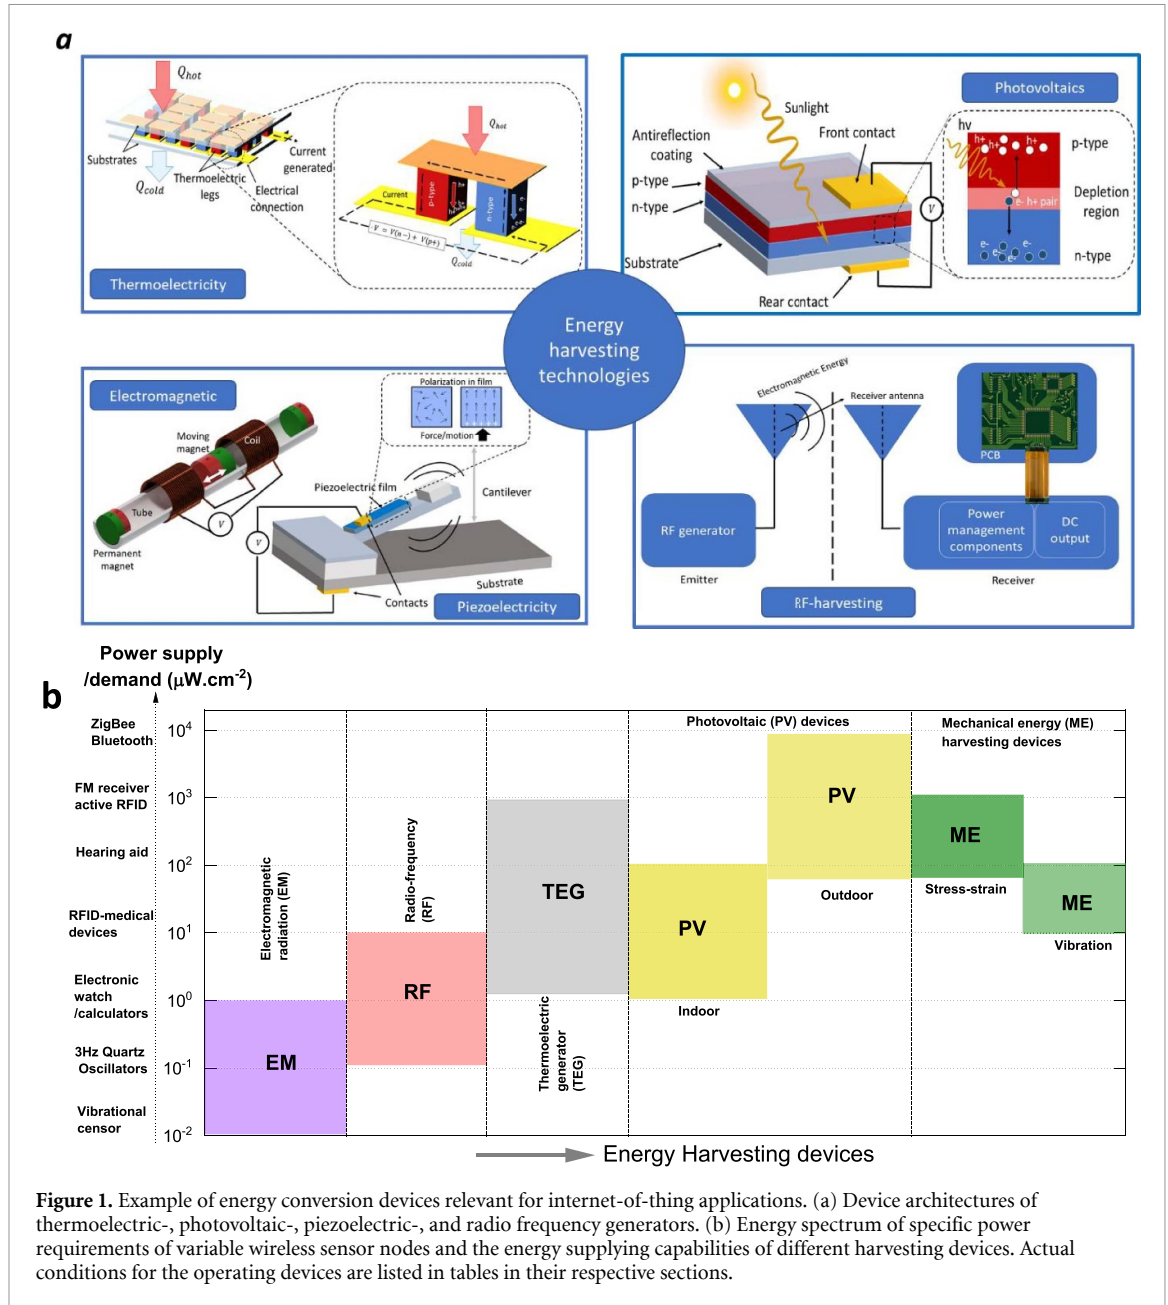 a
Q_hot
Substrates
Q_cold
Thermoelectric
legs
Current
generated
Electrical
connection
Q_hot
Current
p-type
n-type
h+
V = V(n−) + V(p+)
Q_cold
Thermoelectricity
Photovoltaics
Sunlight
Antireflection
coating
Front contact
p-type
n-type
Substrate
Rear contact
V
hν
h+
h+
h+
p-type
Depletion
region
e- h+ pair
e-
e-
e-
e-
n-type
Energy
harvesting
technologies
Electromagnetic
Moving
magnet
Coil
Tube
V
Permanent
magnet
Polarization in film
Force/motion
Piezoelectric film
Cantilever
V
Substrate
Contacts
Piezoelectricity
Electromagnetic Energy
Receiver antenna
PCB
RF generator
Emitter
Power
management
components
DC
output
Receiver
RF-harvesting
b
Power supply
/demand (μW.cm-2)
ZigBee
Bluetooth
FM receiver
active RFID
Hearing aid
RFID-medical
devices
Electronic
watch
/calculators
3Hz Quartz
Oscillators
Vibrational
censor
10^4
10^3
10^2
10^1
10^0
10^-1
10^-2
Electromagnetic
radiation (EM)
EM
Radio-frequency
(RF)
RF
TEG
Thermoelectric
generator
(TEG)
Photovoltaic (PV) devices
PV
Indoor
PV
Outdoor
Mechanical energy (ME)
harvesting devices
ME
Stress-strain
ME
Vibration
Energy Harvesting devices
Figure 1. Example of energy conversion devices relevant for internet-of-thing applications. (a) Device architectures of
thermoelectric-, photovoltaic-, piezoelectric-, and radio frequency generators. (b) Energy spectrum of specific power
requirements of variable wireless sensor nodes and the energy supplying capabilities of different harvesting devices. Actual
conditions for the operating devices are listed in tables in their respective sections.